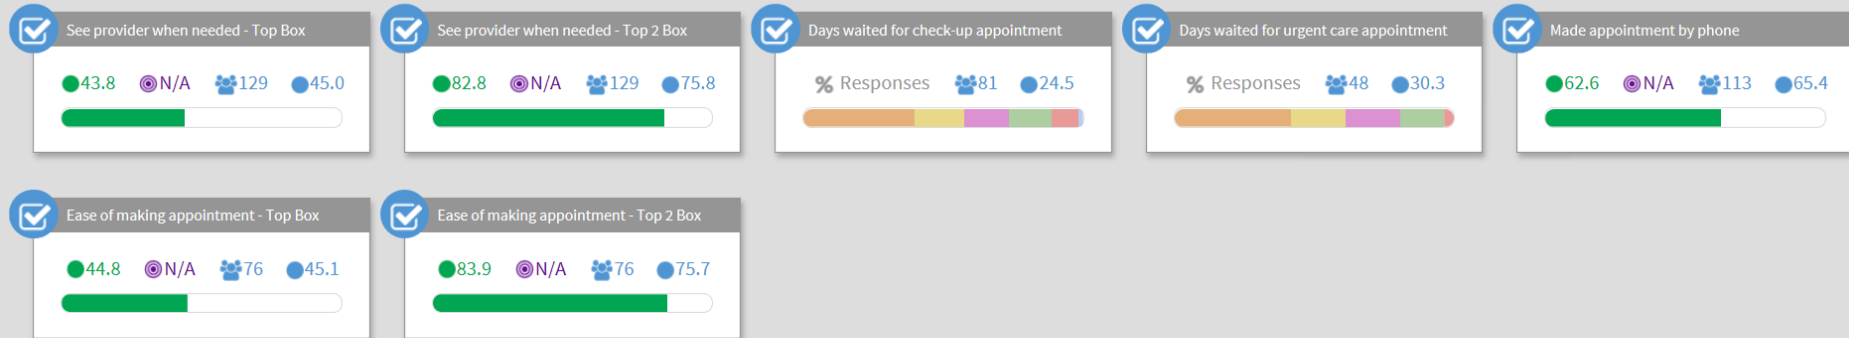 See provider when needed - Top Box
43.8 N/A 129 45.0
See provider when needed - Top 2 Box
82.8 N/A 129 75.8
Days waited for check-up appointment
% Responses 81 24.5
Days waited for urgent care appointment
% Responses 48 30.3
Made appointment by phone
62.6 N/A 113 65.4
Ease of making appointment - Top Box
44.8 N/A 76 45.1
Ease of making appointment - Top 2 Box
83.9 N/A 76 75.7